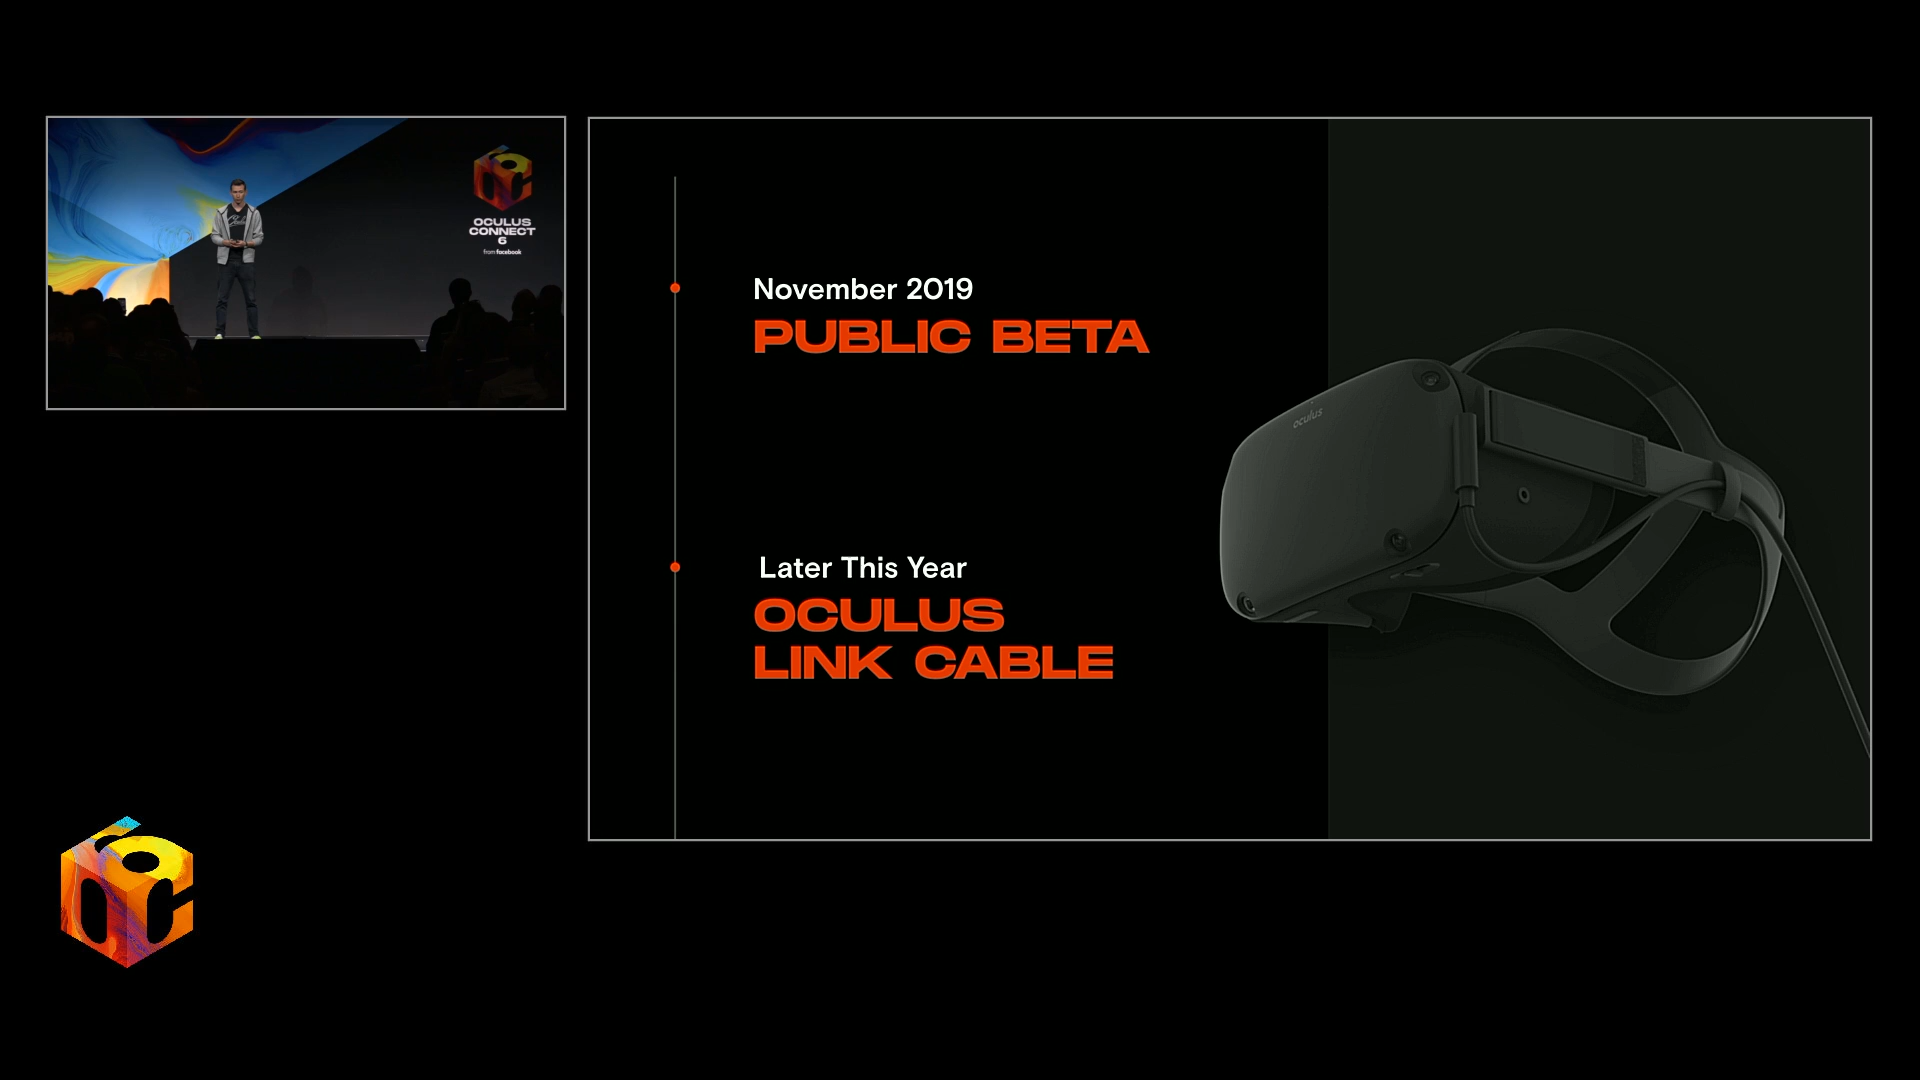 OCULUS
CONNECT
6
from facebook
November 2019
PUBLIC BETA
Later This Year
OCULUS
LINK CABLE
oculus